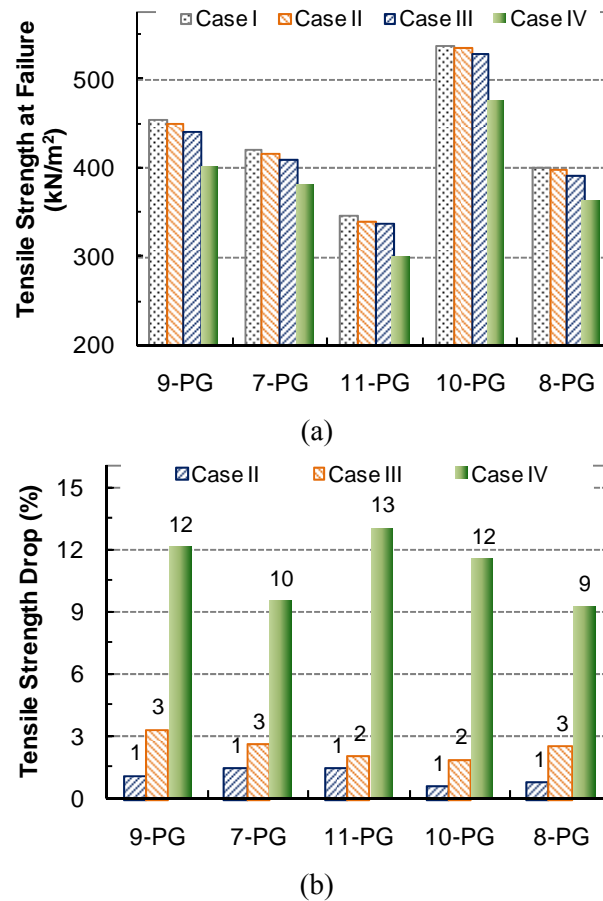 Case I Case II Case III Case IV
Tensile Strength at Failure
(kN/m²)
500
400
300
200
9-PG 7-PG 11-PG 10-PG 8-PG
(a)
Case II Case III Case IV
Tensile Strength Drop (%)
15
12
9
6
3
0
1 3 12 1 3 10 1 2 13 1 2 12 1 3 9
9-PG 7-PG 11-PG 10-PG 8-PG
(b)